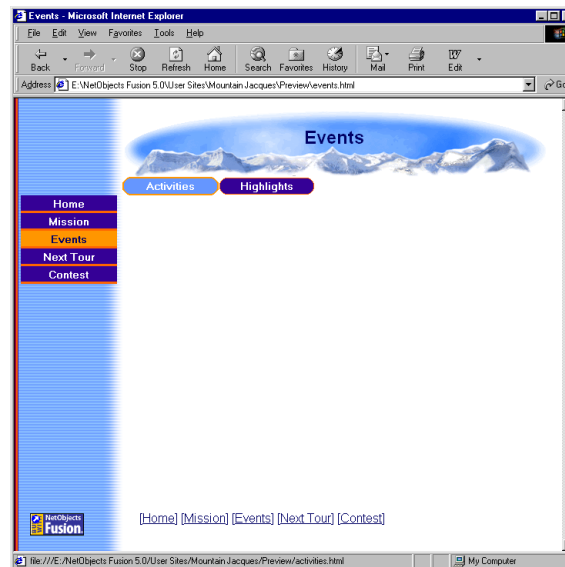 Events - Microsoft Internet Explorer
File Edit View Favorites Tools Help
Back Forward Stop Refresh Home Search Favorites History Mail Print Edit
Address E:\NetObjects Fusion 5.0\User Sites\Mountain Jacques\Preview\events.html Go
Events
Activities Highlights
Home
Mission
Events
Next Tour
Contest
NetObjects
Fusion.
[Home] [Mission] [Events] [Next Tour] [Contest]
file:///E:/NetObjects Fusion 5.0/User Sites/Mountain Jacques/Preview/activities.html My Computer